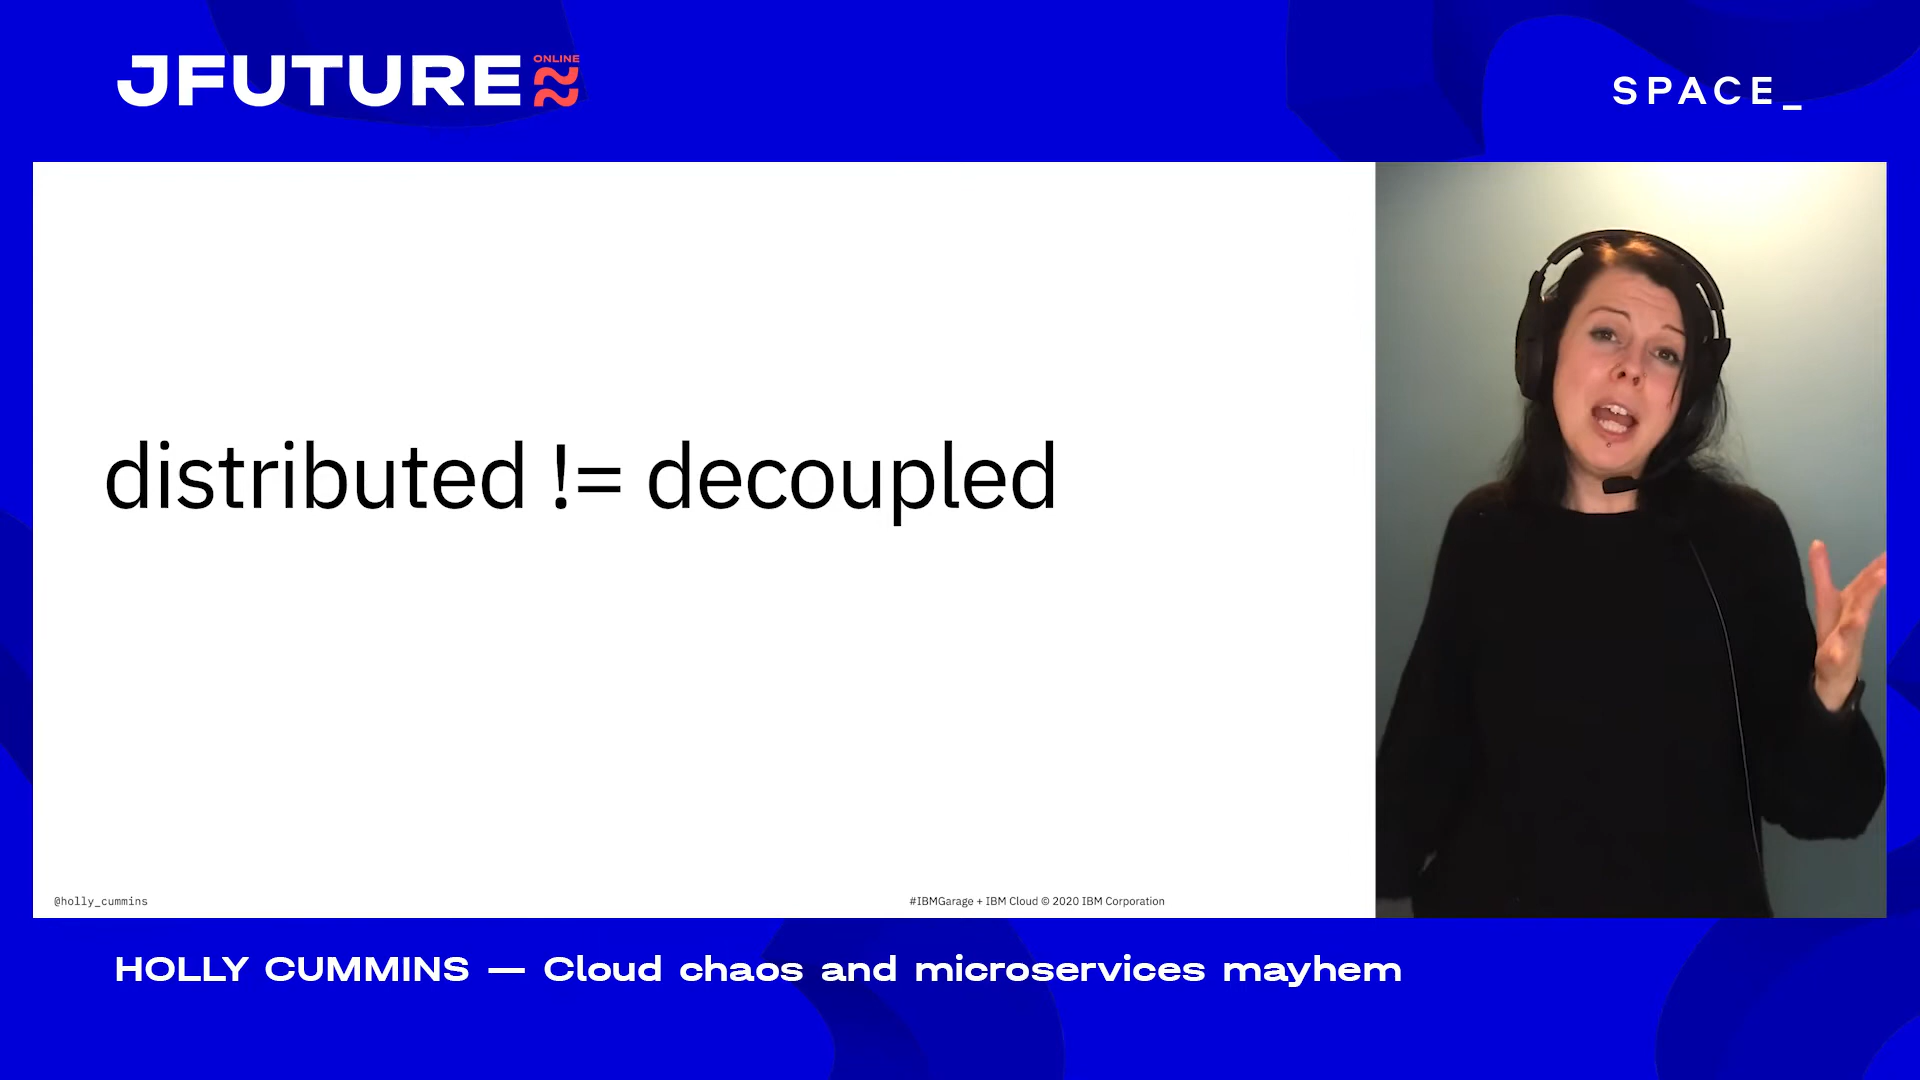 JFUTURE ONLINE
SPACE_
distributed != decoupled
@holly_cummins
#IBMGarage + IBM Cloud © 2020 IBM Corporation
HOLLY CUMMINS — Cloud chaos and microservices mayhem